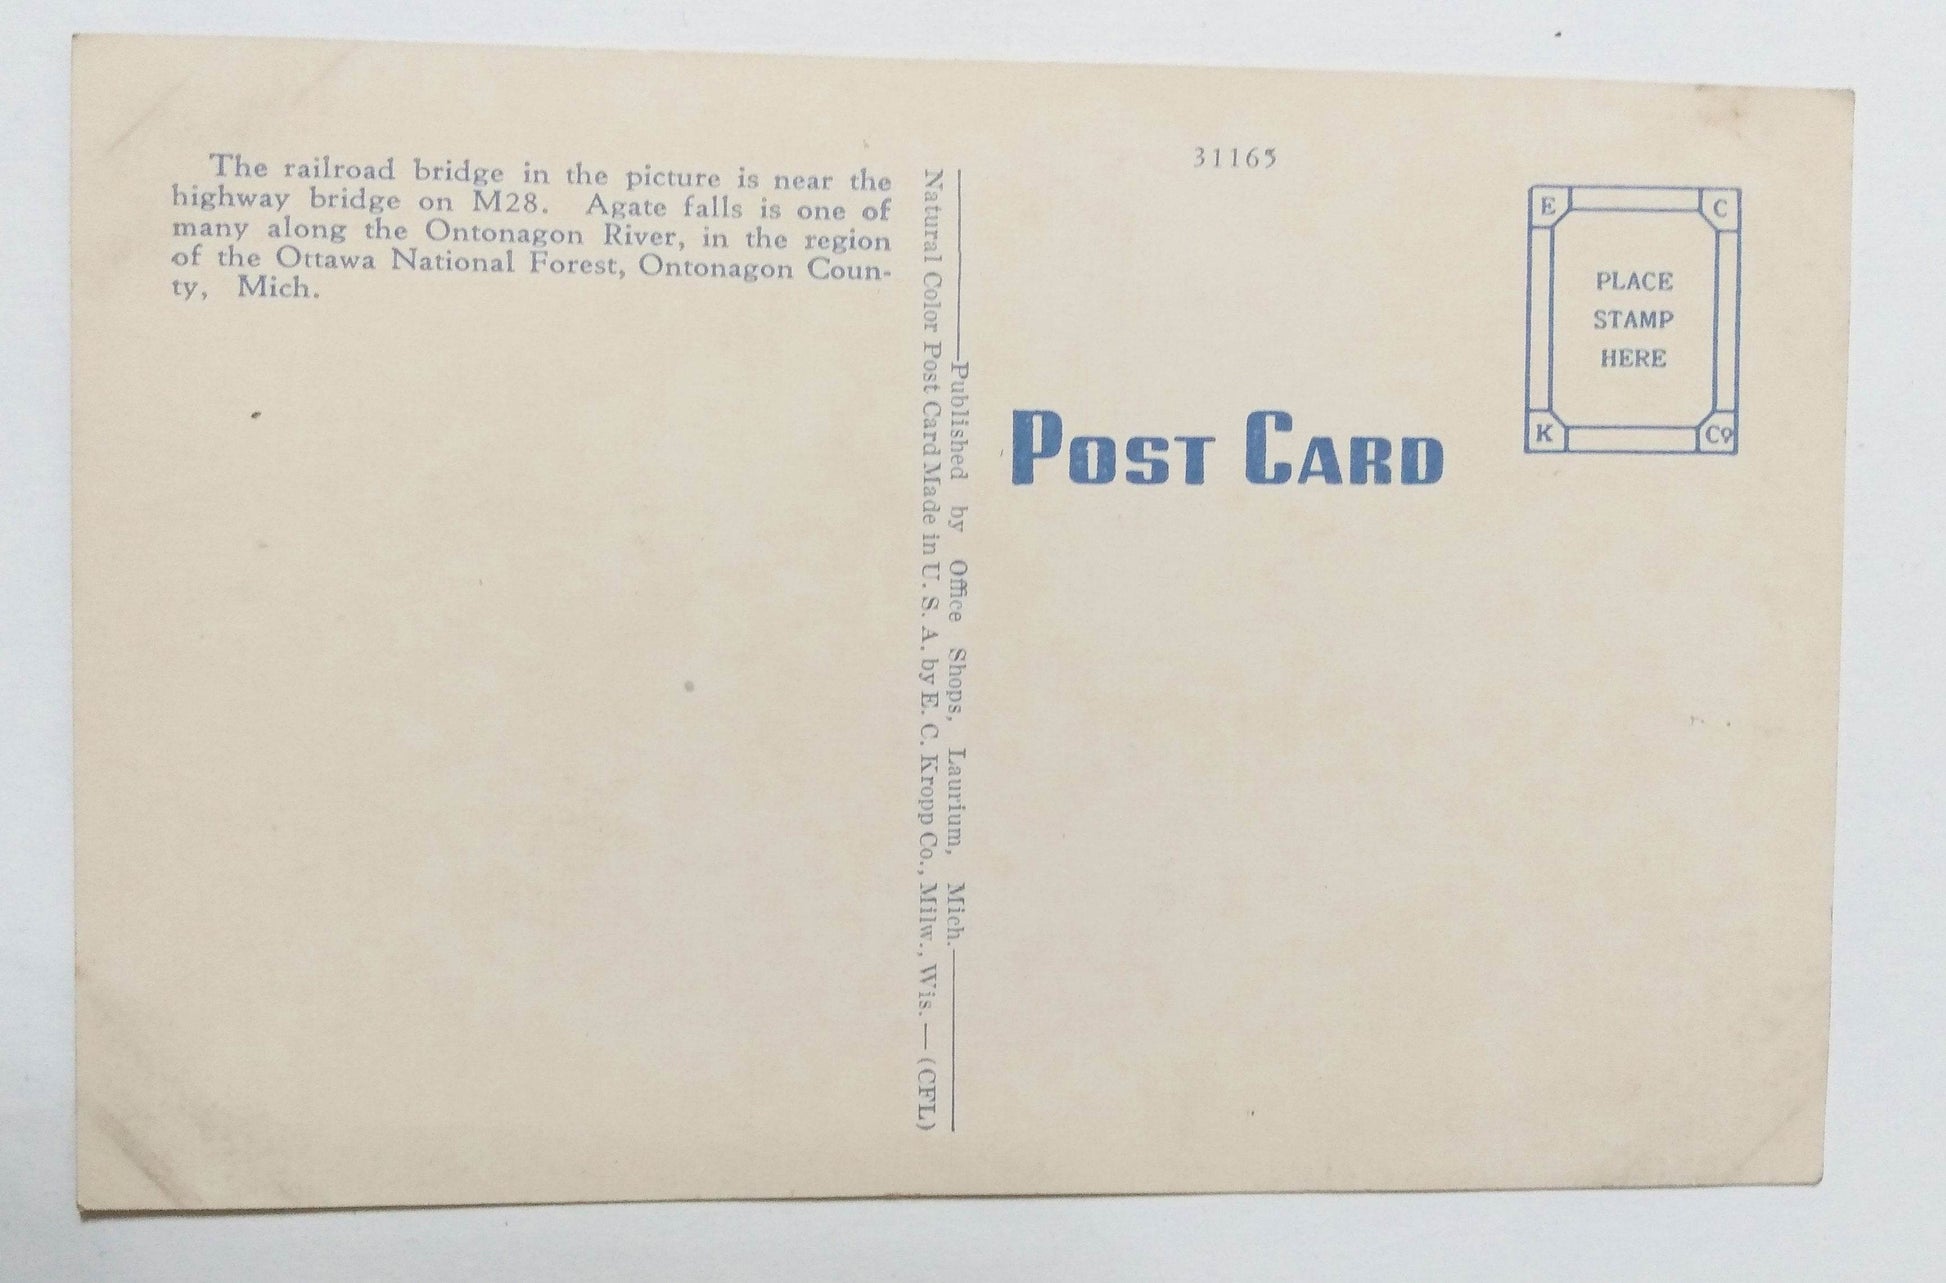 The railroad bridge in the picture is near the
highway bridge on M28. Agate falls is one of
many along the Ontonagon River, in the region
of the Ottawa National Forest, Ontonagon Coun-
ty, Mich.
Published by Office Shops, Laurium, Mich.
Natural Color Post Card Made in U. S. A. by E. C. Kropp Co., Milw., Wis. — (CFL)
31165
POST CARD
E C
PLACE
STAMP
HERE
K Co